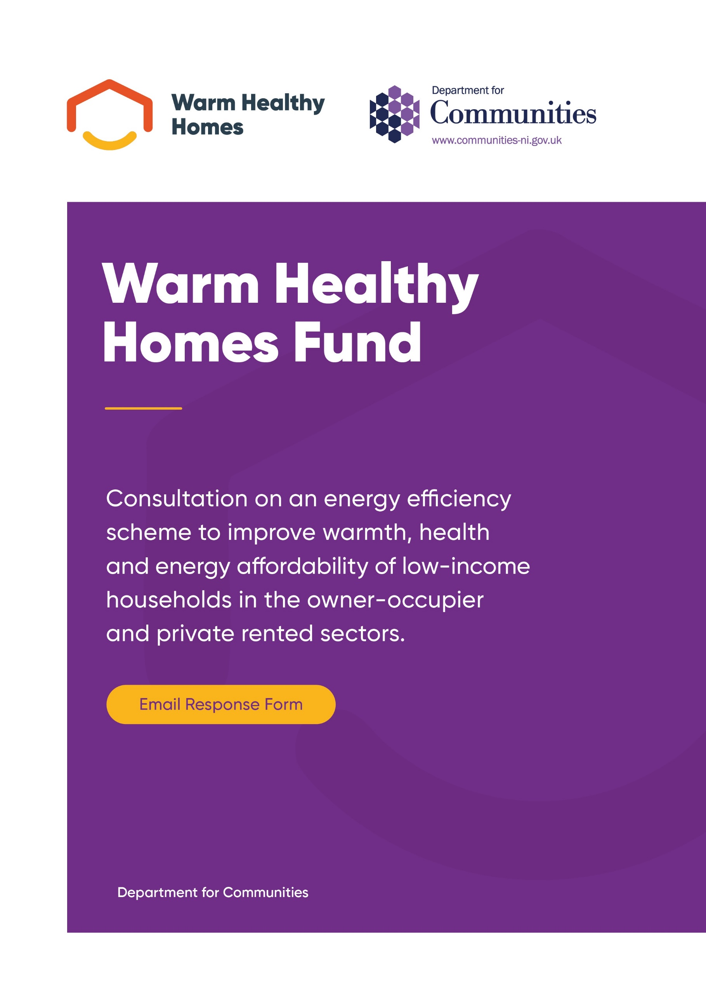 Warm Healthy
Homes
Department for
Communities
www.communities-ni.gov.uk
Warm Healthy
Homes Fund
Consultation on an energy efficiency
scheme to improve warmth, health
and energy affordability of low-income
households in the owner-occupier
and private rented sectors.
Email Response Form
Department for Communities